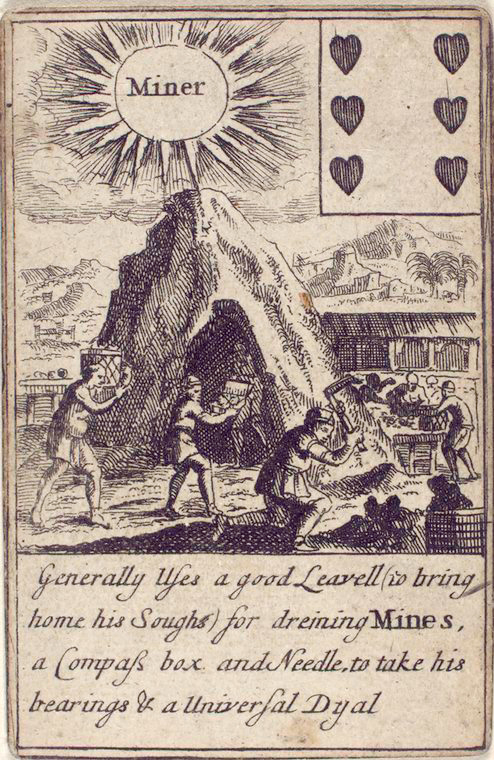 Miner
Generally Uſes a good Leavell (to bring
home his Soughs) for dreining Mines,
a Compaſs box and Needle, to take his
bearings & a Univerſal Dyal